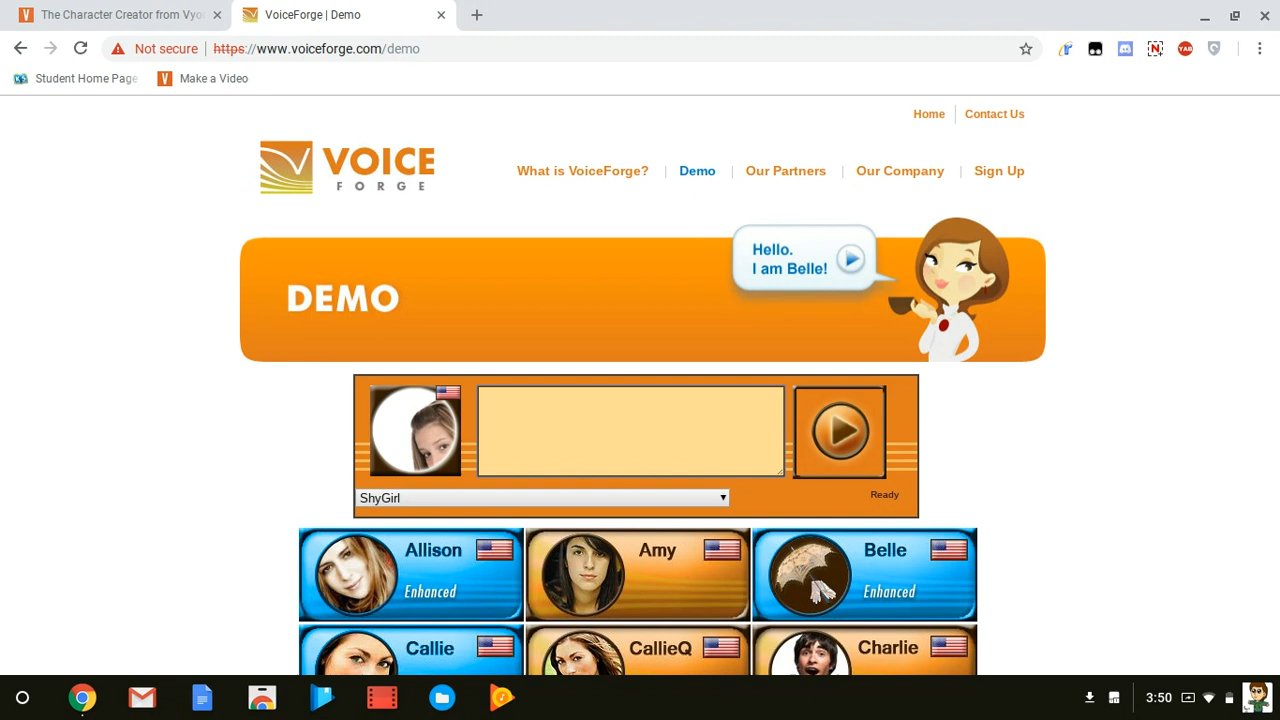 The Character Creator from Vyo
VoiceForge | Demo
Not secure
https://www.voiceforge.com/demo
YAB
Student Home Page
Make a Video
Home
Contact Us
VOICE
FORGE
What is VoiceForge?
Demo
Our Partners
Our Company
Sign Up
Hello.
I am Belle!
DEMO
ShyGirl
Ready
Allison
Enhanced
Amy
Belle
Enhanced
Callie
CallieQ
Charlie
3:50